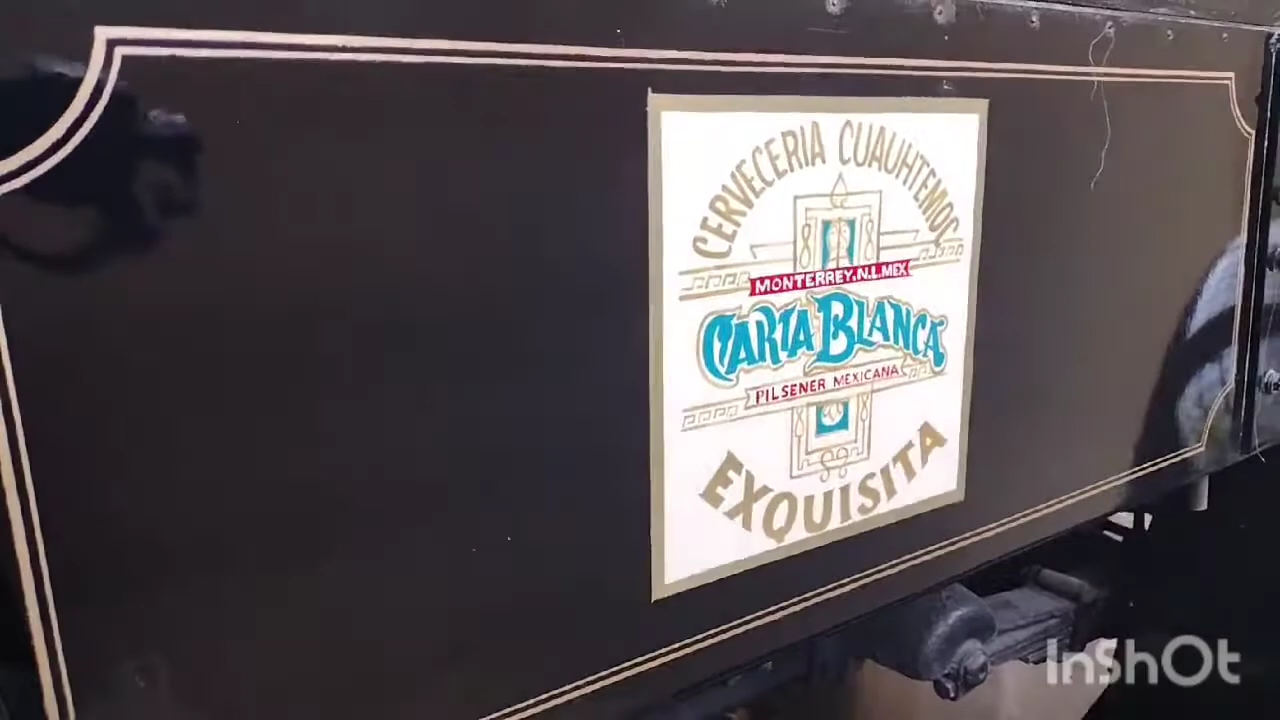 CERVECERIA CUAUHTEMOC
MONTERREY, N.L. MEX
CARTA BLANCA
PILSENER MEXICANA
EXQUISITA
InShOt